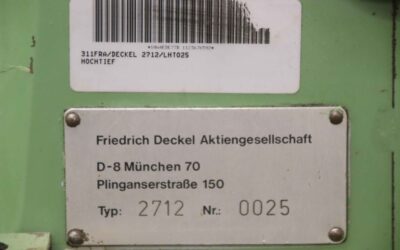 311FRA/DECKEL 2712/LHT025
HOCHTIEF
Friedrich Deckel Aktiengesellschaft
D-8 München 70
Plinganserstraße 150
Typ: 2712 Nr.: 0025